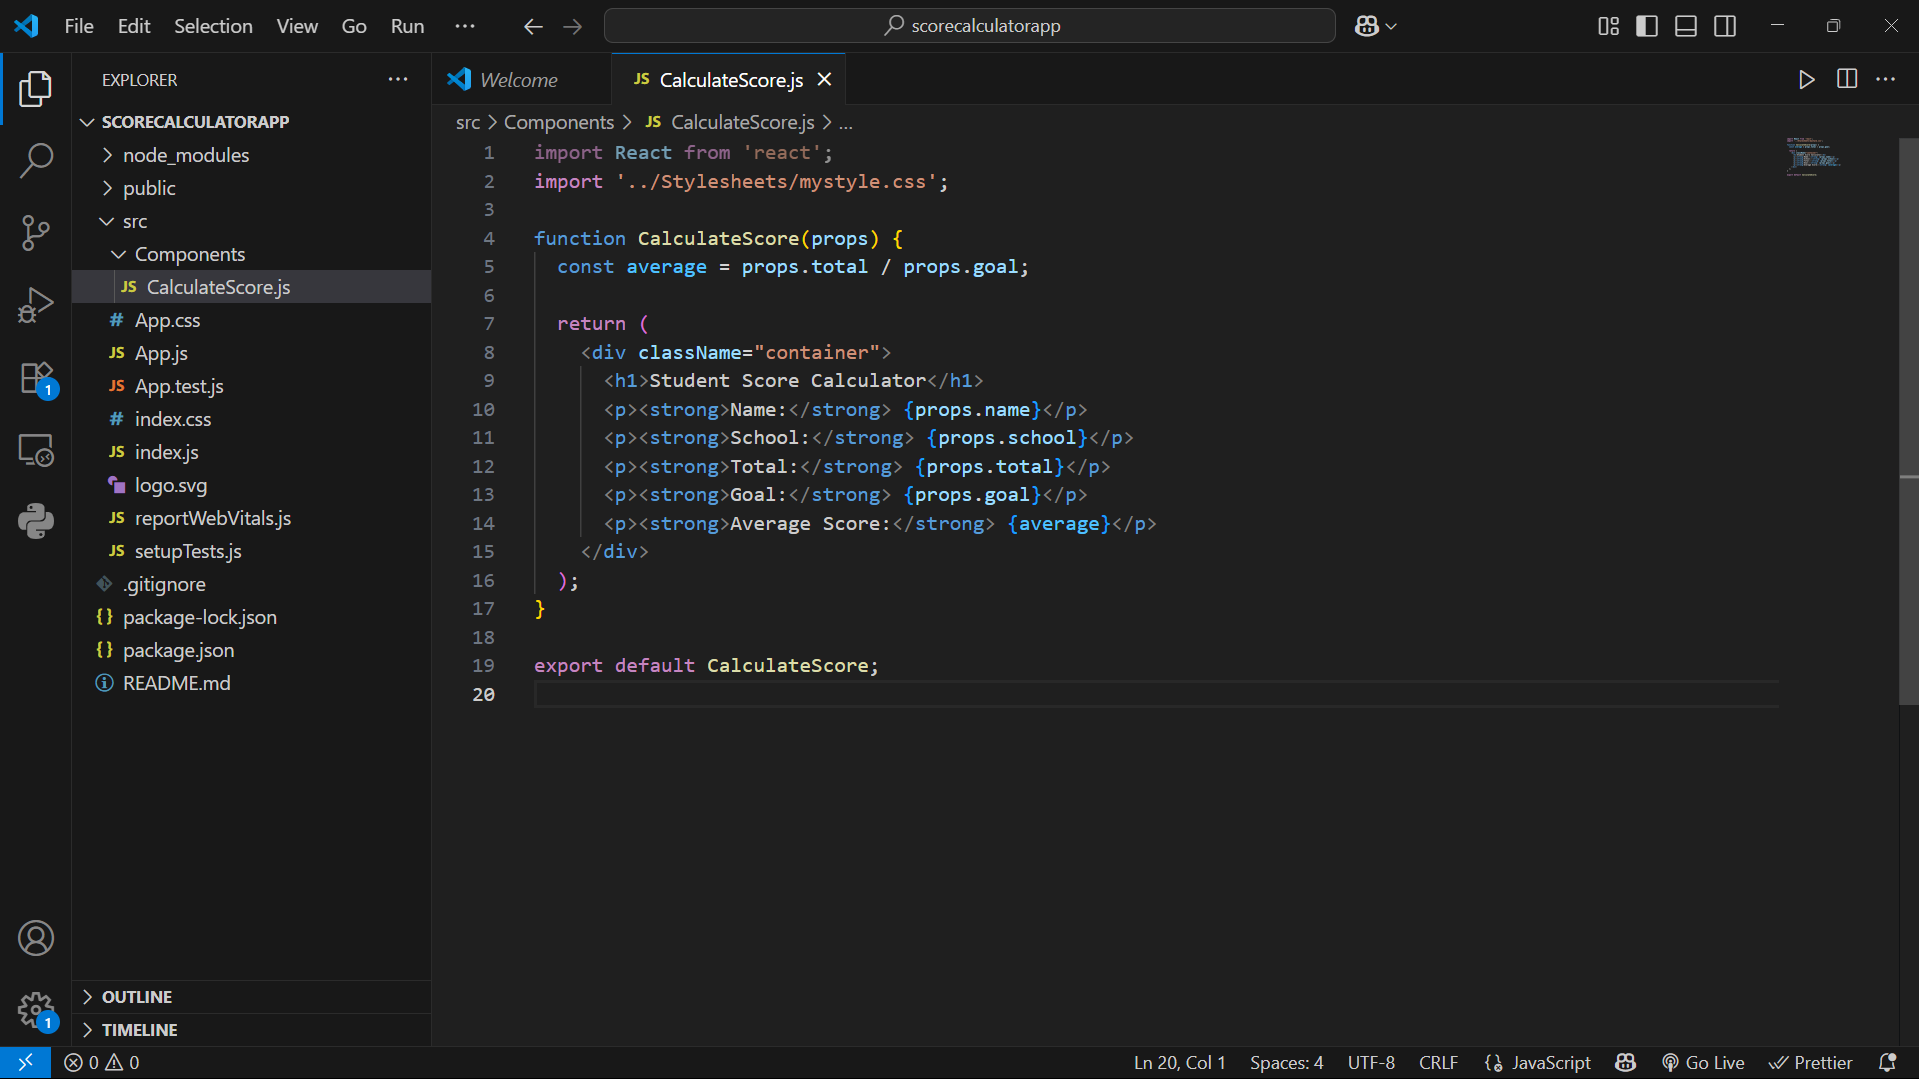 File Edit Selection View Go Run ··· scorecalculatorapp
EXPLORER ···
SCORECALCULATORAPP
node_modules
public
src
Components
JS CalculateScore.js
# App.css
JS App.js
JS App.test.js
# index.css
JS index.js
logo.svg
JS reportWebVitals.js
JS setupTests.js
.gitignore
{} package-lock.json
{} package.json
README.md
OUTLINE
TIMELINE
1
1
Welcome JS CalculateScore.js
src > Components > JS CalculateScore.js > ...
1 import React from 'react';
2 import '../Stylesheets/mystyle.css';
3
4 function CalculateScore(props) {
5 const average = props.total / props.goal;
6
7 return (
8 <div className="container">
9 <h1>Student Score Calculator</h1>
10 <p><strong>Name:</strong> {props.name}</p>
11 <p><strong>School:</strong> {props.school}</p>
12 <p><strong>Total:</strong> {props.total}</p>
13 <p><strong>Goal:</strong> {props.goal}</p>
14 <p><strong>Average Score:</strong> {average}</p>
15 </div>
16 );
17 }
18
19 export default CalculateScore;
20
0 0 Ln 20, Col 1 Spaces: 4 UTF-8 CRLF JavaScript Go Live Prettier